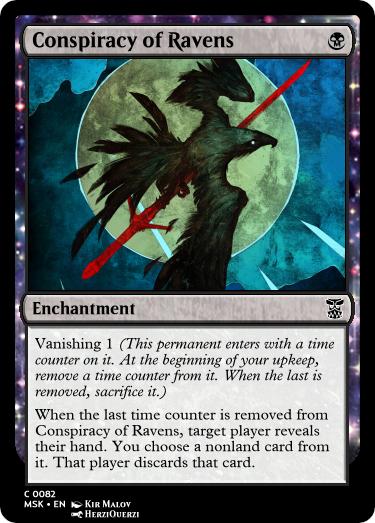 Conspiracy of Ravens
Enchantment
Vanishing 1 (This permanent enters with a time
counter on it. At the beginning of your upkeep,
remove a time counter from it. When the last is
removed, sacrifice it.)
When the last time counter is removed from
Conspiracy of Ravens, target player reveals
their hand. You choose a nonland card from
it. That player discards that card.
C 0082
MSK • EN Kir Malov
HerziQuerzi